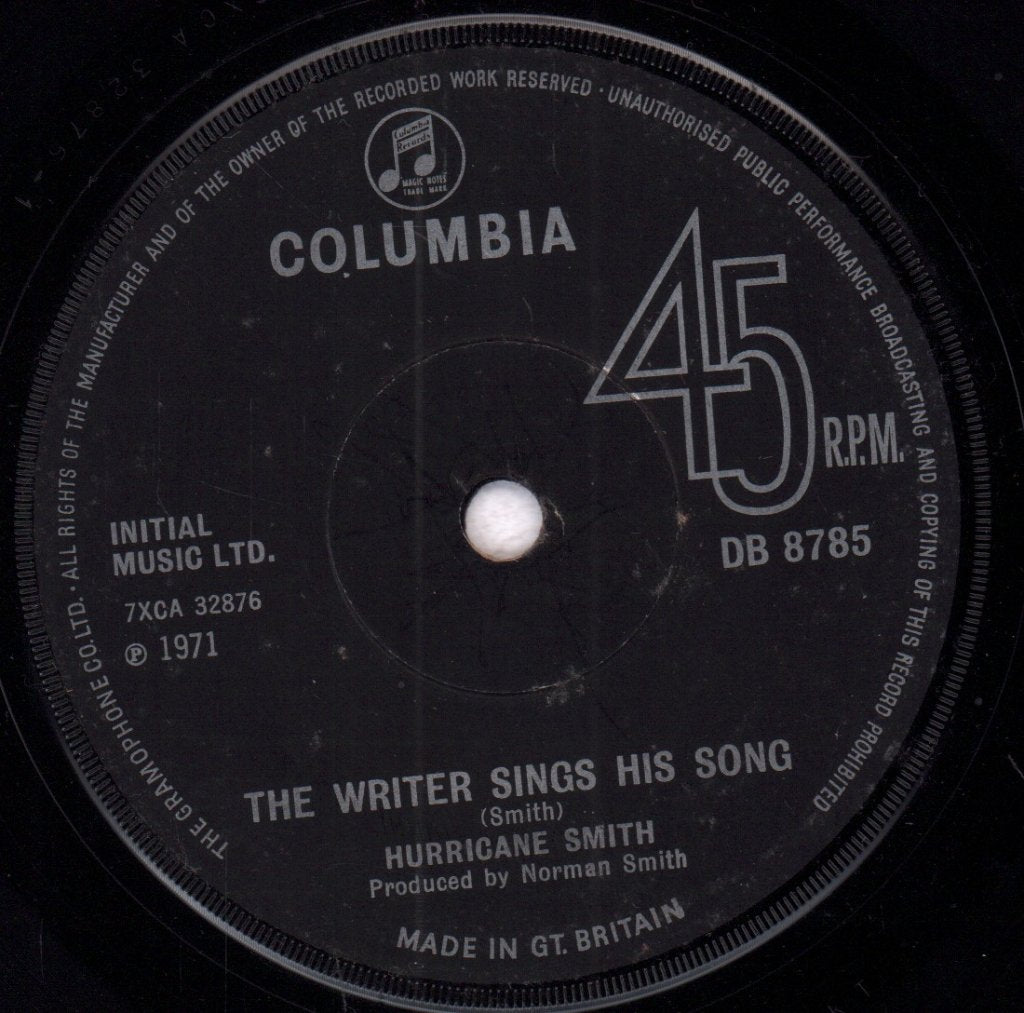 THE GRAMOPHONE CO. LTD. · ALL RIGHTS OF THE MANUFACTURER AND OF THE OWNER OF THE RECORDED WORK RESERVED · UNAUTHORISED PUBLIC PERFORMANCE BROADCASTING AND COPYING OF THIS RECORD PROHIBITED
Columbia
Records
MAGIC NOTES
TRADE MARK
COLUMBIA
45
R.P.M.
INITIAL
MUSIC LTD.
DB 8785
7XCA 32876
℗ 1971
THE WRITER SINGS HIS SONG
(Smith)
HURRICANE SMITH
Produced by Norman Smith
MADE IN GT. BRITAIN